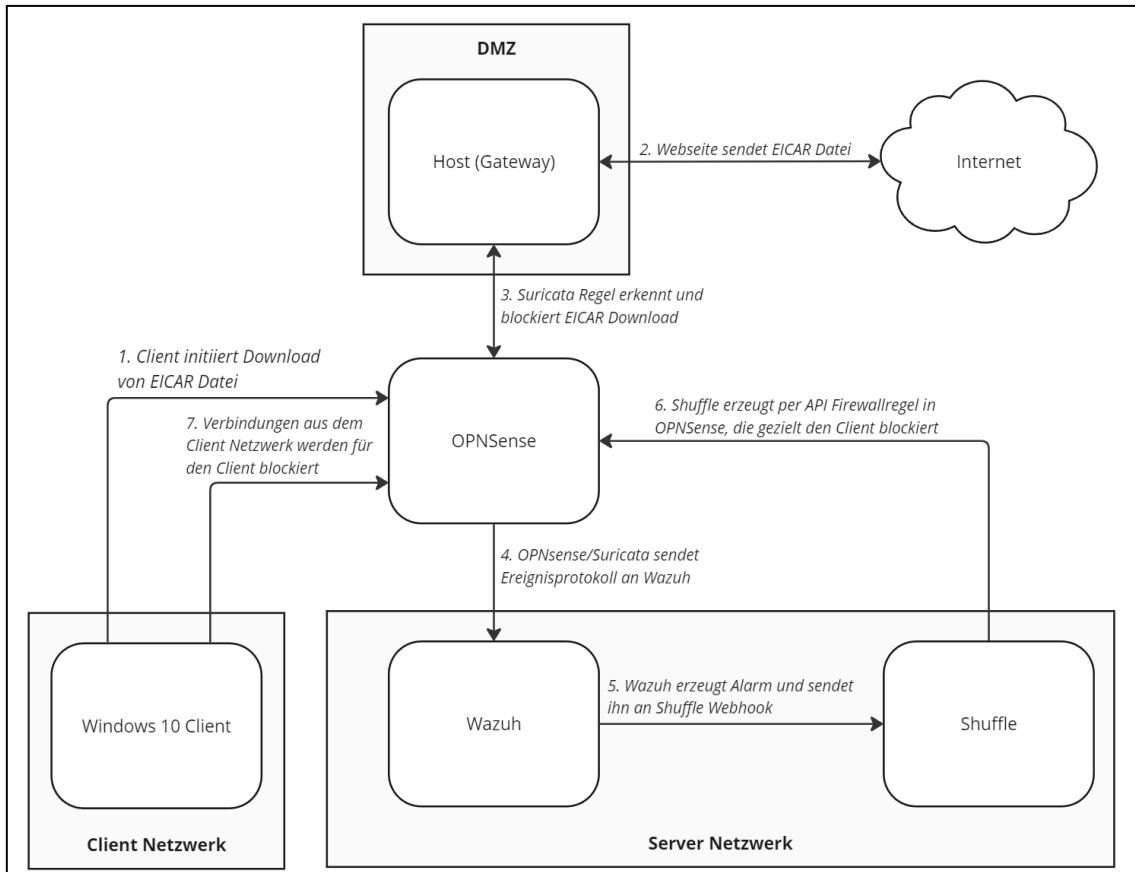 DMZ
Host (Gateway)
2. Webseite sendet EICAR Datei
Internet
3. Suricata Regel erkennt und
blockiert EICAR Download
1. Client initiiert Download
von EICAR Datei
7. Verbindungen aus dem
Client Netzwerk werden für
den Client blockiert
OPNSense
6. Shuffle erzeugt per API Firewallregel in
OPNSense, die gezielt den Client blockiert
4. OPNsense/Suricata sendet
Ereignisprotokoll an Wazuh
Windows 10 Client
Client Netzwerk
Wazuh
5. Wazuh erzeugt Alarm und sendet
ihn an Shuffle Webhook
Shuffle
Server Netzwerk